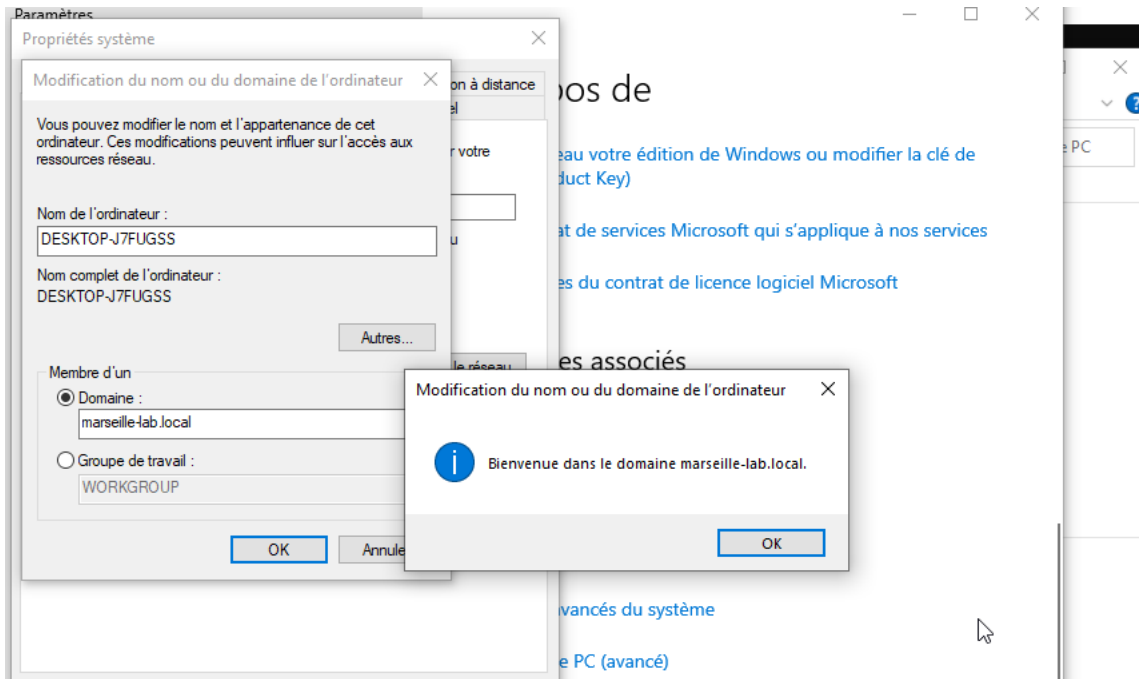 Paramètres
Propriétés système
Modification du nom ou du domaine de l'ordinateur
Vous pouvez modifier le nom et l'appartenance de cet
ordinateur. Ces modifications peuvent influer sur l'accès aux
ressources réseau.
Nom de l'ordinateur :
DESKTOP-J7FUGSS
Nom complet de l'ordinateur :
DESKTOP-J7FUGSS
Autres...
Membre d'un
Domaine :
marseille-lab.local
Groupe de travail :
WORKGROUP
OK
Annule
on à distance
el
r votre
u
le réseau
pos de
eau votre édition de Windows ou modifier la clé de
duct Key)
at de services Microsoft qui s'applique à nos services
es du contrat de licence logiciel Microsoft
es associés
Modification du nom ou du domaine de l'ordinateur
Bienvenue dans le domaine marseille-lab.local.
OK
avancés du système
e PC (avancé)
e PC
?